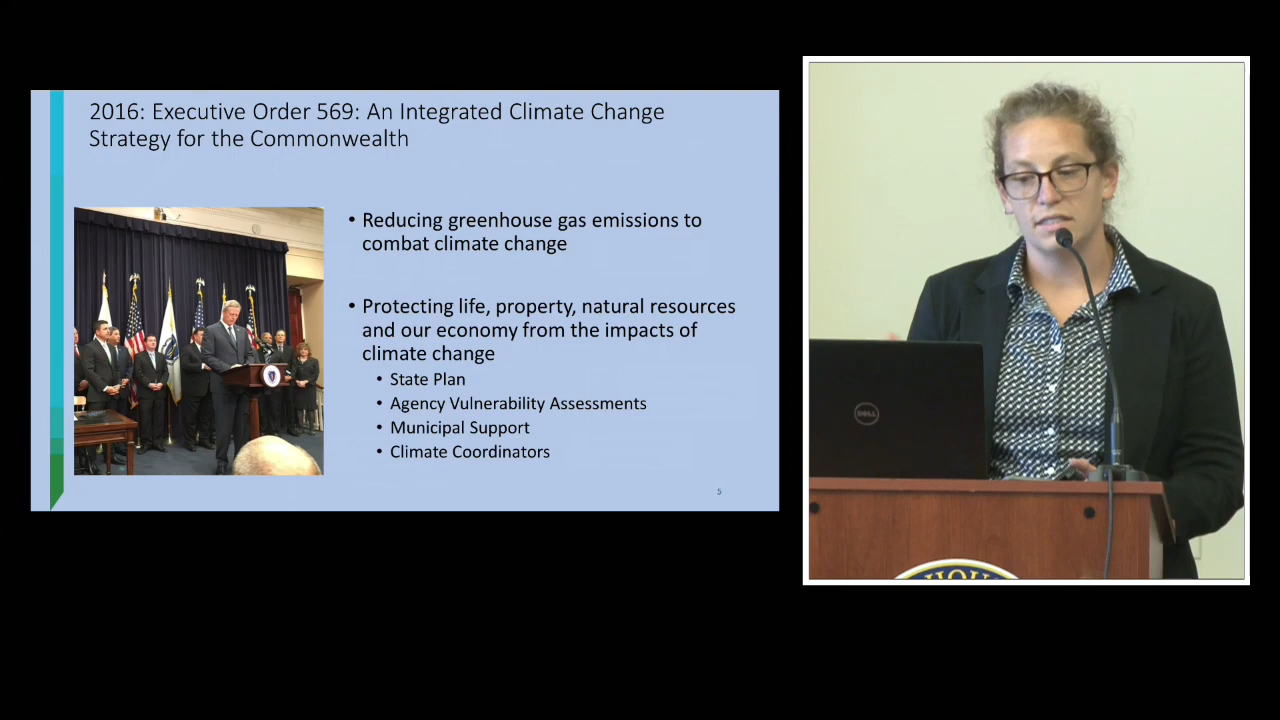 2016: Executive Order 569: An Integrated Climate Change
Strategy for the Commonwealth
• Reducing greenhouse gas emissions to
combat climate change
• Protecting life, property, natural resources
and our economy from the impacts of
climate change
• State Plan
• Agency Vulnerability Assessments
• Municipal Support
• Climate Coordinators
5
DELL